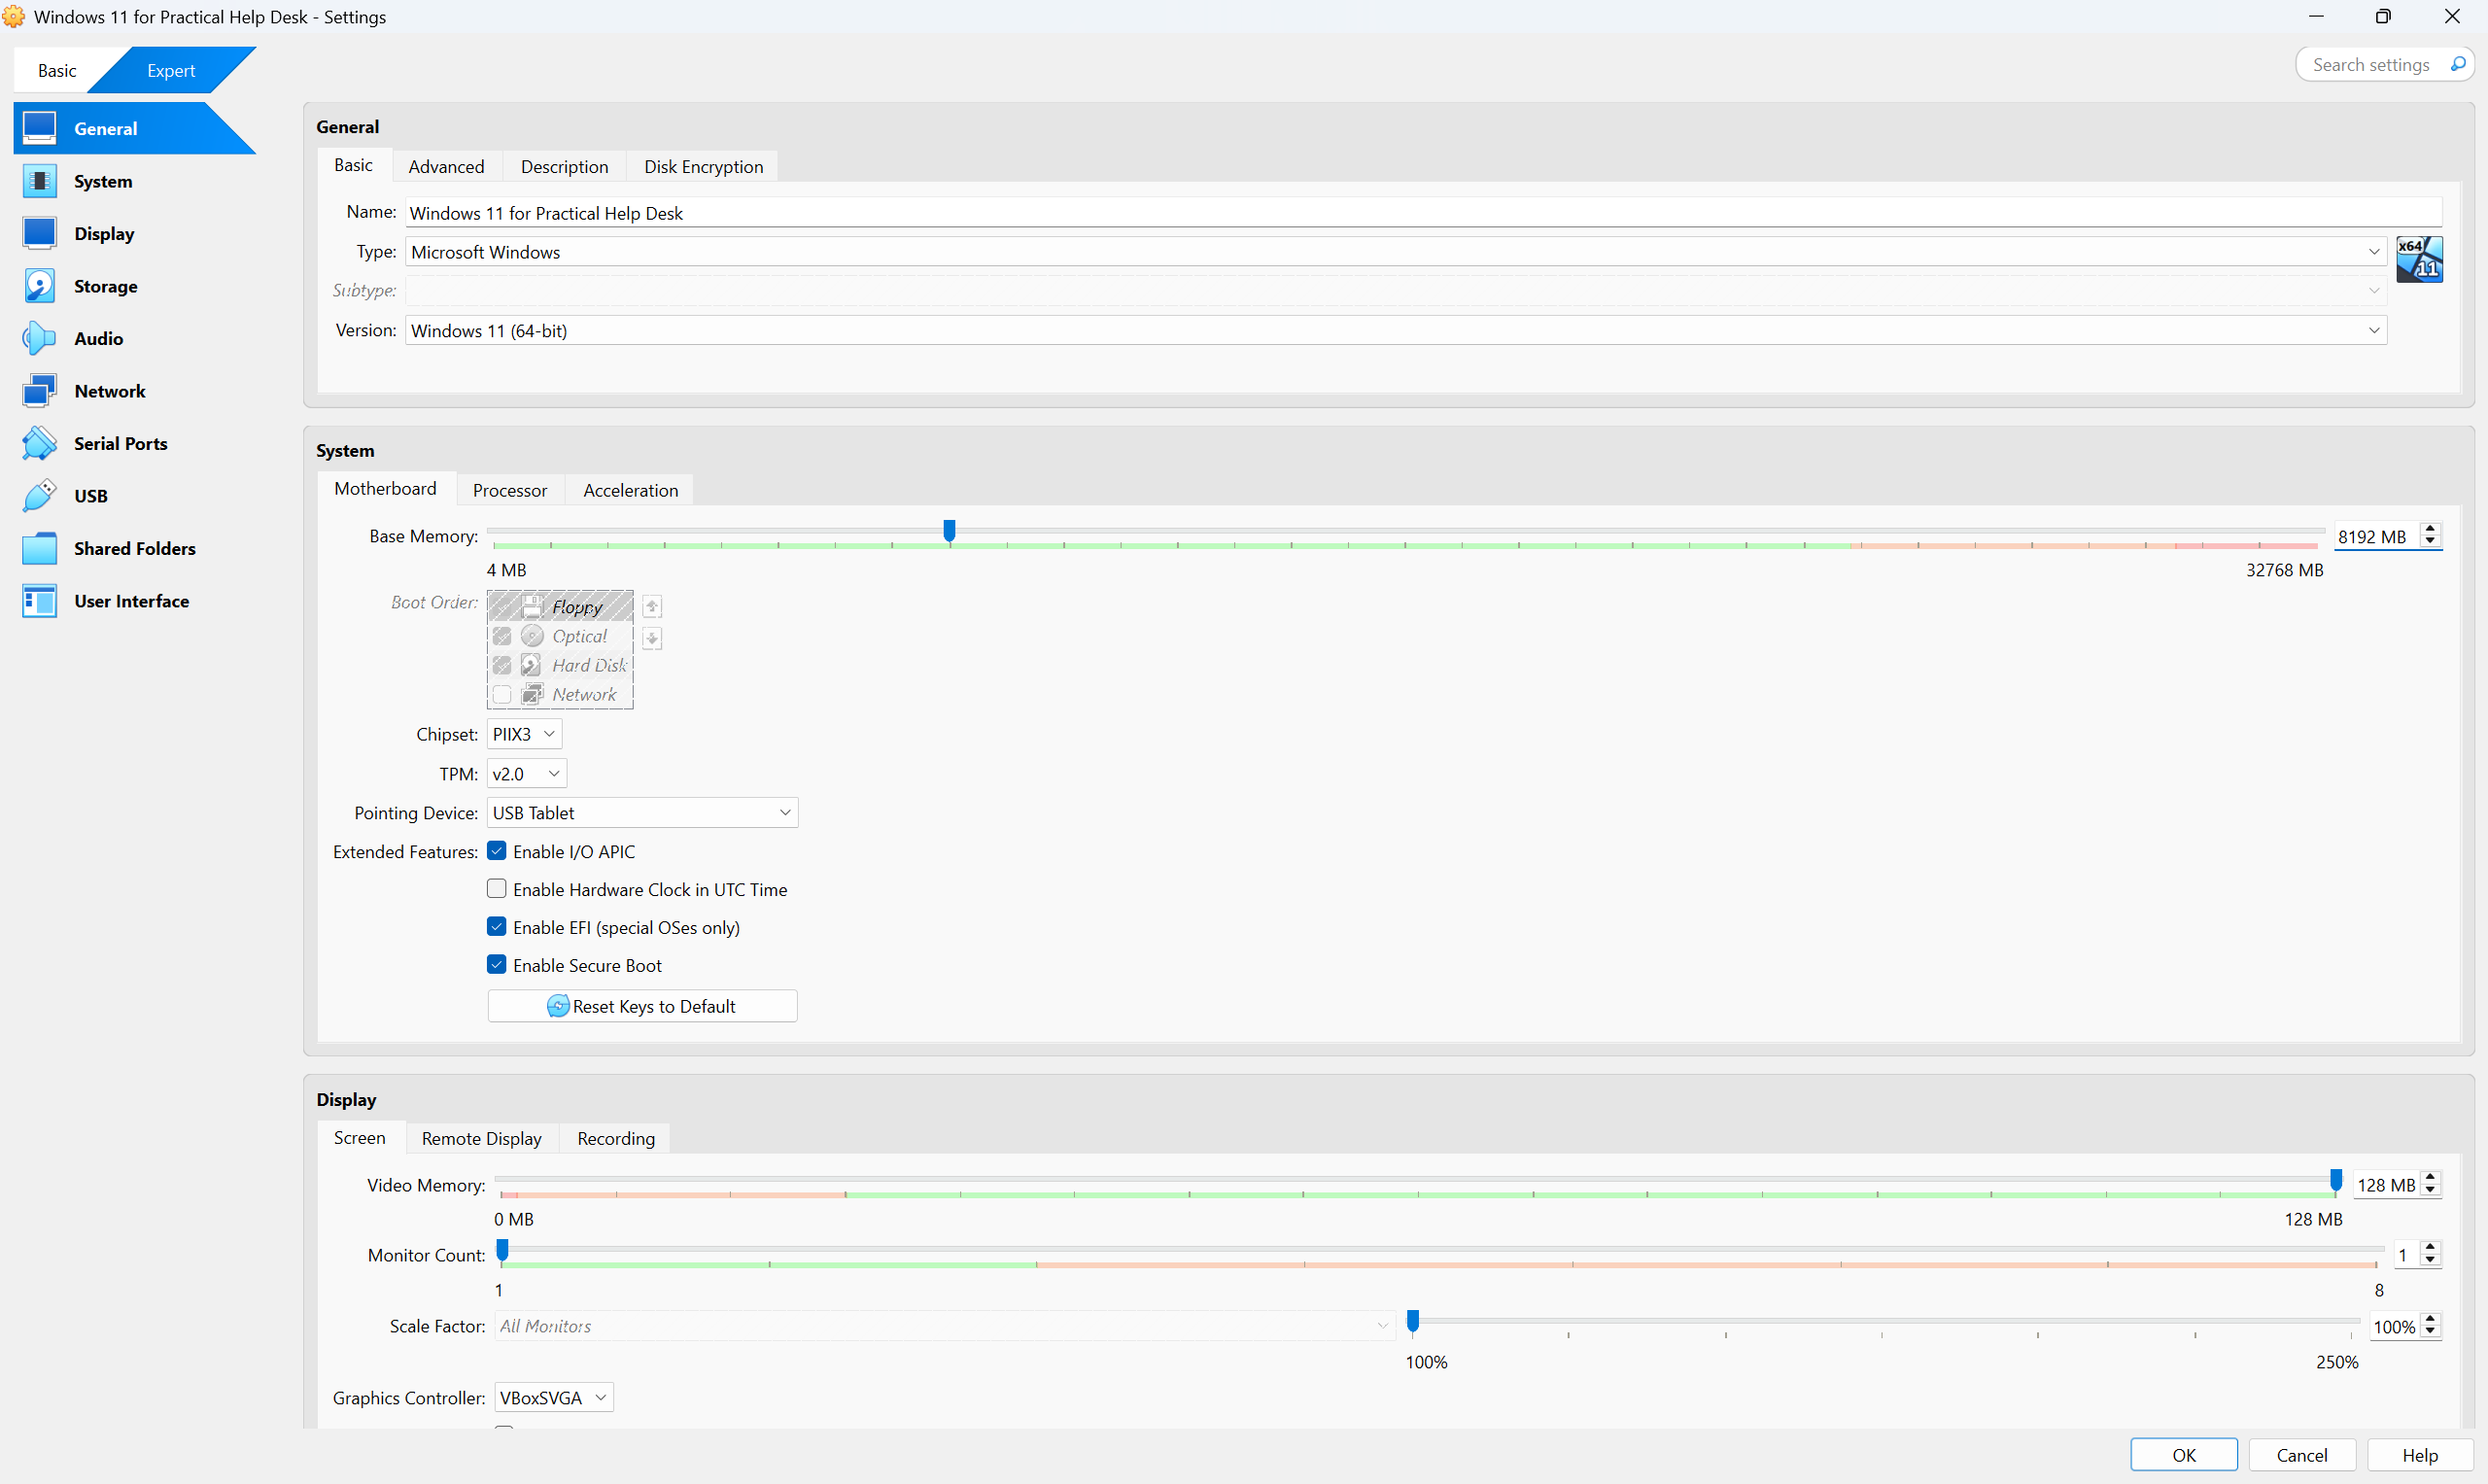 Windows 11 for Practical Help Desk - Settings
Basic Expert Search settings
General
System
Display
Storage
Audio
Network
Serial Ports
USB
Shared Folders
User Interface
General
Basic Advanced Description Disk Encryption
Name: Windows 11 for Practical Help Desk
Type: Microsoft Windows
x64 11
Subtype:
Version: Windows 11 (64-bit)
System
Motherboard Processor Acceleration
Base Memory: 8192 MB
4 MB 32768 MB
Boot Order: Floppy
Optical
Hard Disk
Network
Chipset: PIIX3
TPM: v2.0
Pointing Device: USB Tablet
Extended Features: Enable I/O APIC
Enable Hardware Clock in UTC Time
Enable EFI (special OSes only)
Enable Secure Boot
Reset Keys to Default
Display
Screen Remote Display Recording
Video Memory: 128 MB
0 MB 128 MB
Monitor Count: 1
1 8
Scale Factor: All Monitors 100%
100% 250%
Graphics Controller: VBoxSVGA
OK Cancel Help